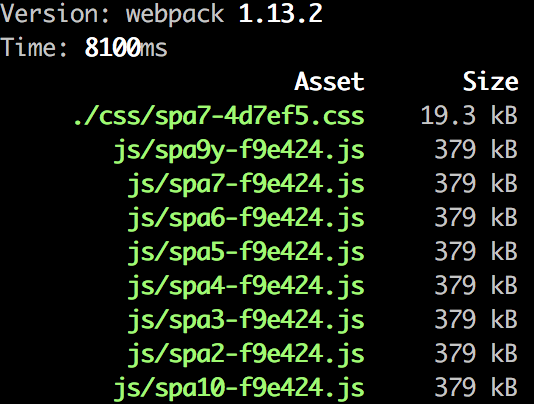 Version: webpack 1.13.2
Time: 8100ms
Asset Size
./css/spa7-4d7ef5.css 19.3 kB
js/spa9y-f9e424.js 379 kB
js/spa7-f9e424.js 379 kB
js/spa6-f9e424.js 379 kB
js/spa5-f9e424.js 379 kB
js/spa4-f9e424.js 379 kB
js/spa3-f9e424.js 379 kB
js/spa2-f9e424.js 379 kB
js/spa10-f9e424.js 379 kB